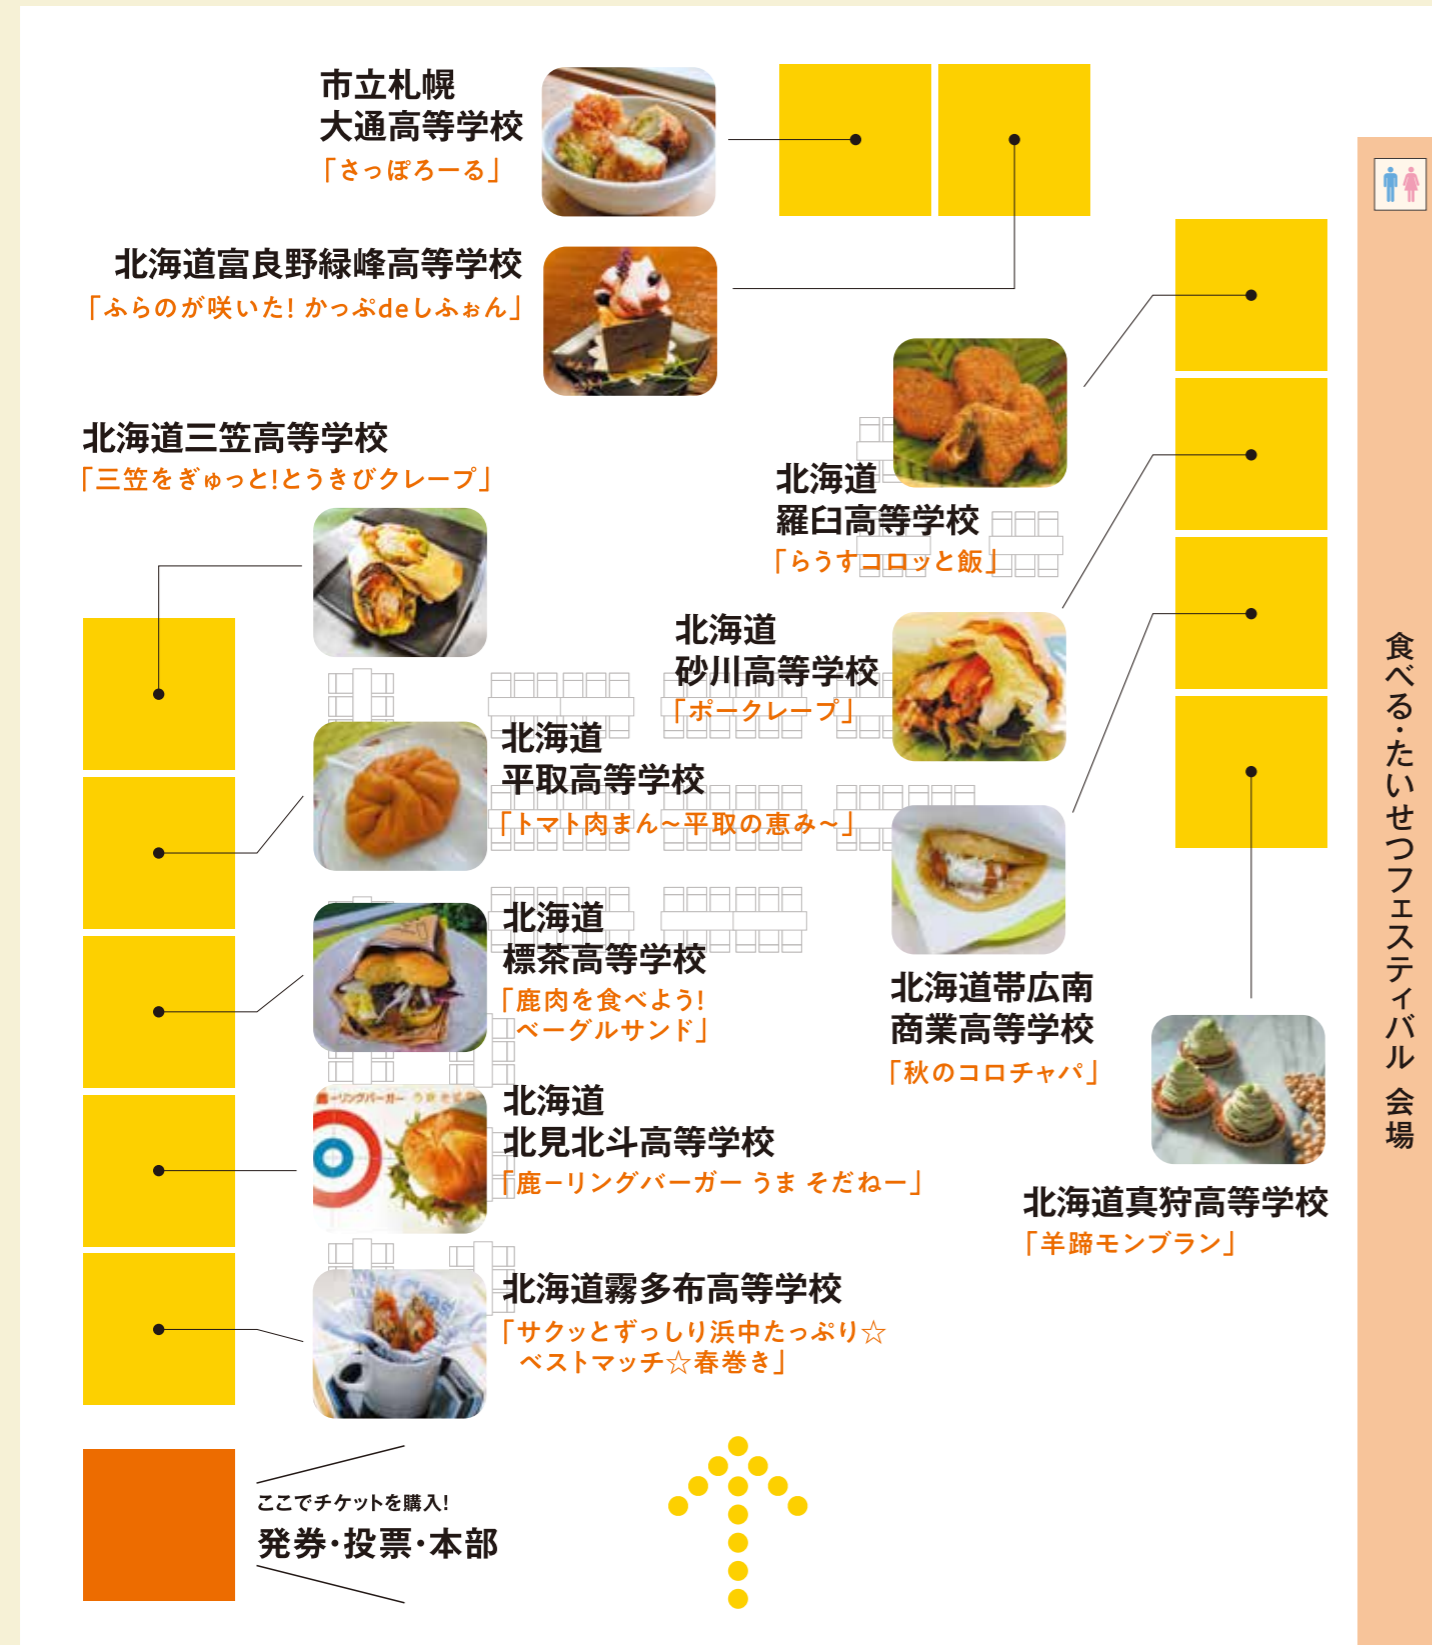 市立札幌
大通高等学校
「さっぽろーる」
北海道富良野緑峰高等学校
「ふらのが咲いた! かっぷdeしふぉん」
北海道三笠高等学校
「三笠をぎゅっと!とうきびクレープ」
北海道
羅臼高等学校
「らうすコロッと飯」
北海道
砂川高等学校
「ポークレープ」
北海道
平取高等学校
「トマト肉まん~平取の恵み~」
北海道
標茶高等学校
「鹿肉を食べよう!
ベーグルサンド」
北海道帯広南
商業高等学校
「秋のコロチャパ」
鹿ーリングバーガー うまそだね
北海道
北見北斗高等学校
「鹿ーリングバーガー うま そだねー」
北海道真狩高等学校
「羊蹄モンブラン」
北海道霧多布高等学校
「サクッとずっしり浜中たっぷり☆
ベストマッチ☆春巻き」
ここでチケットを購入!
発券・投票・本部
食べる・たいせつフェスティバル 会場